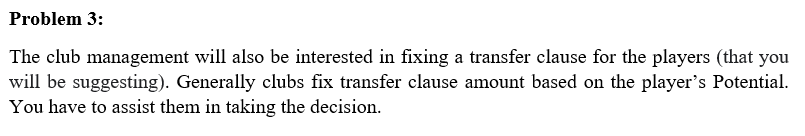 Problem 3:
The club management will also be interested in fixing a transfer clause for the players (that you
will be suggesting). Generally clubs fix transfer clause amount based on the player’s Potential.
You have to assist them in taking the decision.